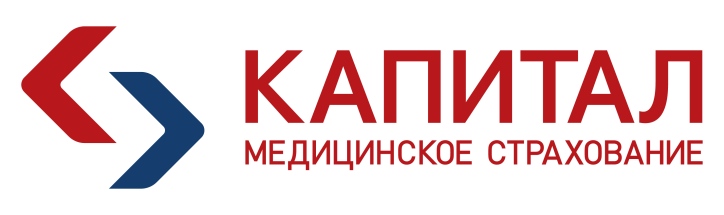 КАПИТАЛ
МЕДИЦИНСКОЕ СТРАХОВАНИЕ